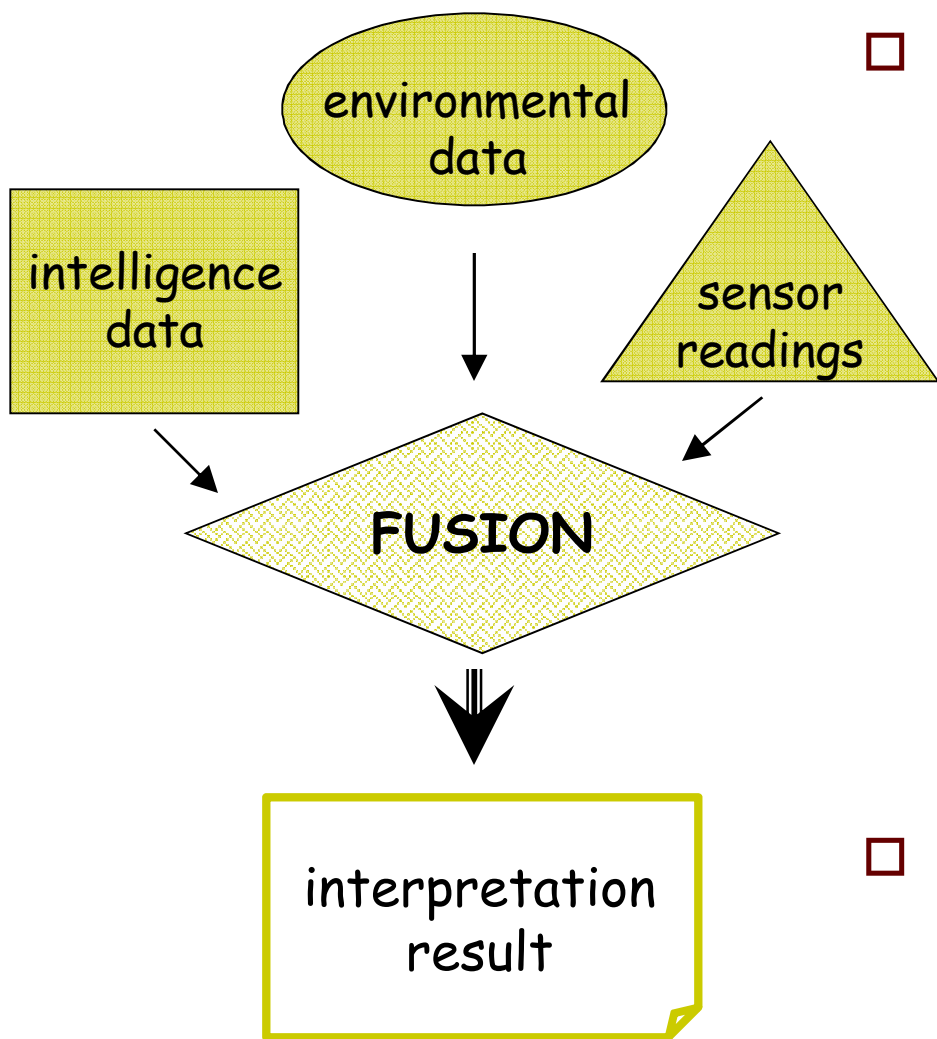 environmental
data
intelligence
data
sensor
readings
FUSION
interpretation
result